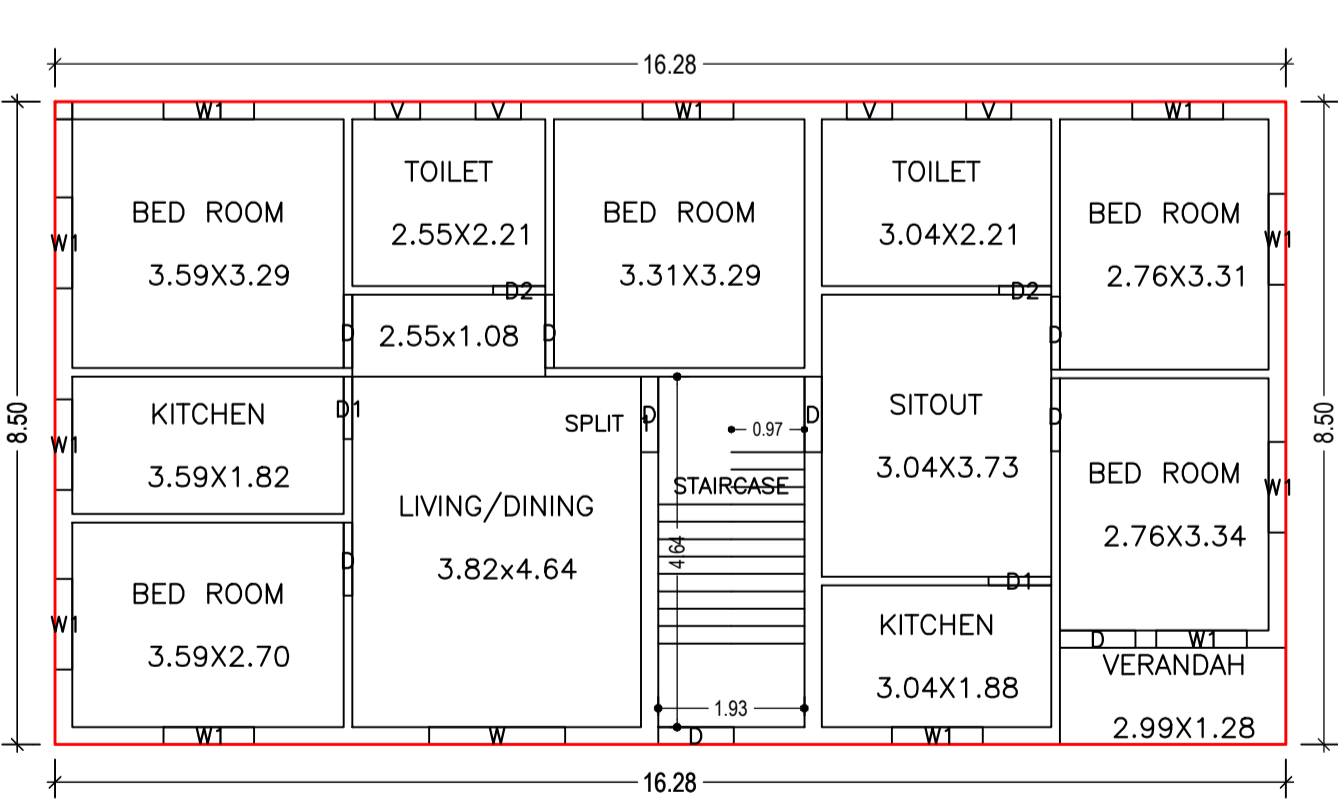 16.28
W1 V V W1 V V W1
TOILET
TOILET
BED ROOM
BED ROOM
BED ROOM
2.55X2.21
3.04X2.21
W1
W1
3.59X3.29
3.31X3.29
2.76X3.31
D2
D2
D
2.55x1.08
D
D
8.50
8.50
KITCHEN
D1
SPLIT 1
D
D
SITOUT
D
0.97
W1
3.59X1.82
3.04X3.73
BED ROOM
STAIRCASE
W1
LIVING/DINING
2.76X3.34
4.64
D
3.82x4.64
D1
BED ROOM
W1
KITCHEN
D
W1
3.59X2.70
VERANDAH
3.04X1.88
1.93
2.99X1.28
W1
W
D
W1
16.28